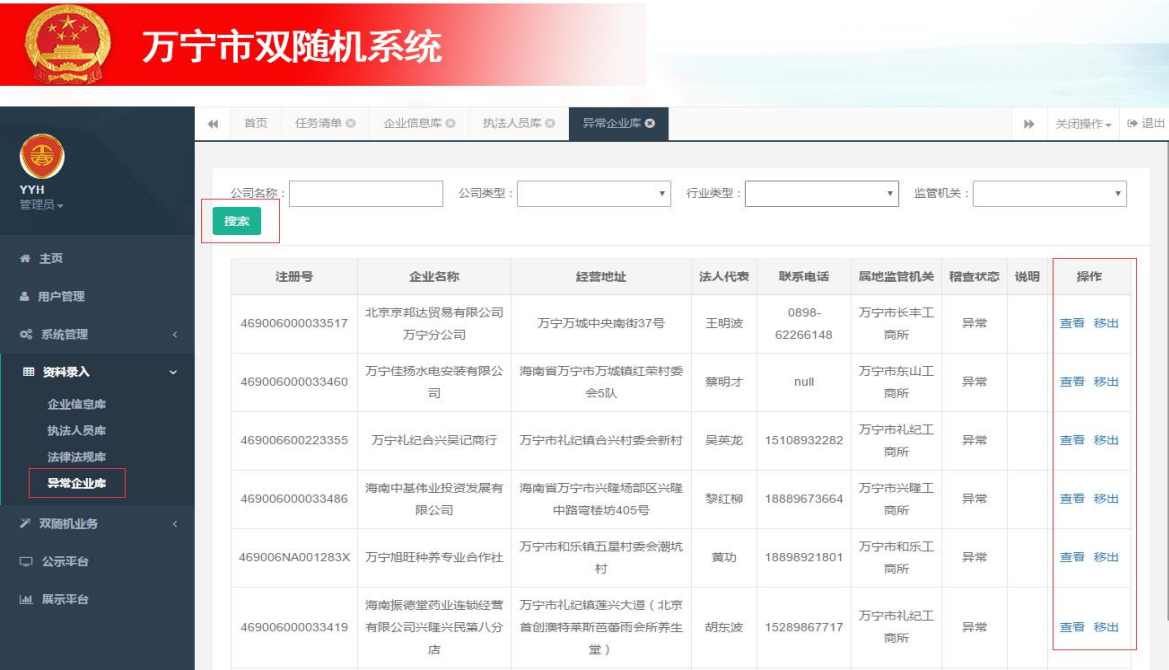 万宁市双随机系统
首页 任务清单 企业信息库 执法人员库 异常企业库 关闭操作 退出
YYH
管理员
主页
用户管理
系统管理
资料录入
企业信息库
执法人员库
法律法规库
异常企业库
双随机业务
公示平台
展示平台
公司名称： 公司类型： 行业类型： 监管机关：
搜索
注册号 企业名称 经营地址 法人代表 联系电话 属地监管机关 稽查状态 说明 操作
469006000033517 北京京邦达贸易有限公司万宁分公司 万宁万城中央南街37号 王明波 0898-62266148 万宁市长丰工商所 异常 查看 移出
469006000033460 万宁佳扬水电安装有限公司 海南省万宁市万城镇红荣村委会5队 蔡明才 null 万宁市东山工商所 异常 查看 移出
469006600223355 万宁礼纪合兴吴记商行 万宁市礼纪镇合兴村委会新村 吴英龙 15108932282 万宁市礼纪工商所 异常 查看 移出
469006000033486 海南中基伟业投资发展有限公司 海南省万宁市兴隆场部区兴隆中路弯楼坊405号 黎红柳 18889673664 万宁市兴隆工商所 异常 查看 移出
469006NA001283X 万宁旭旺种养专业合作社 万宁市和乐镇五星村委会潮坑村 黄功 18898921801 万宁市和乐工商所 异常 查看 移出
469006000033419 海南振德堂药业连锁经营有限公司兴隆兴民第八分店 万宁市礼纪镇莲兴大道（北京首创澳特莱斯芭蕾雨会所养生堂） 胡东波 15289867717 万宁市礼纪工商所 异常 查看 移出